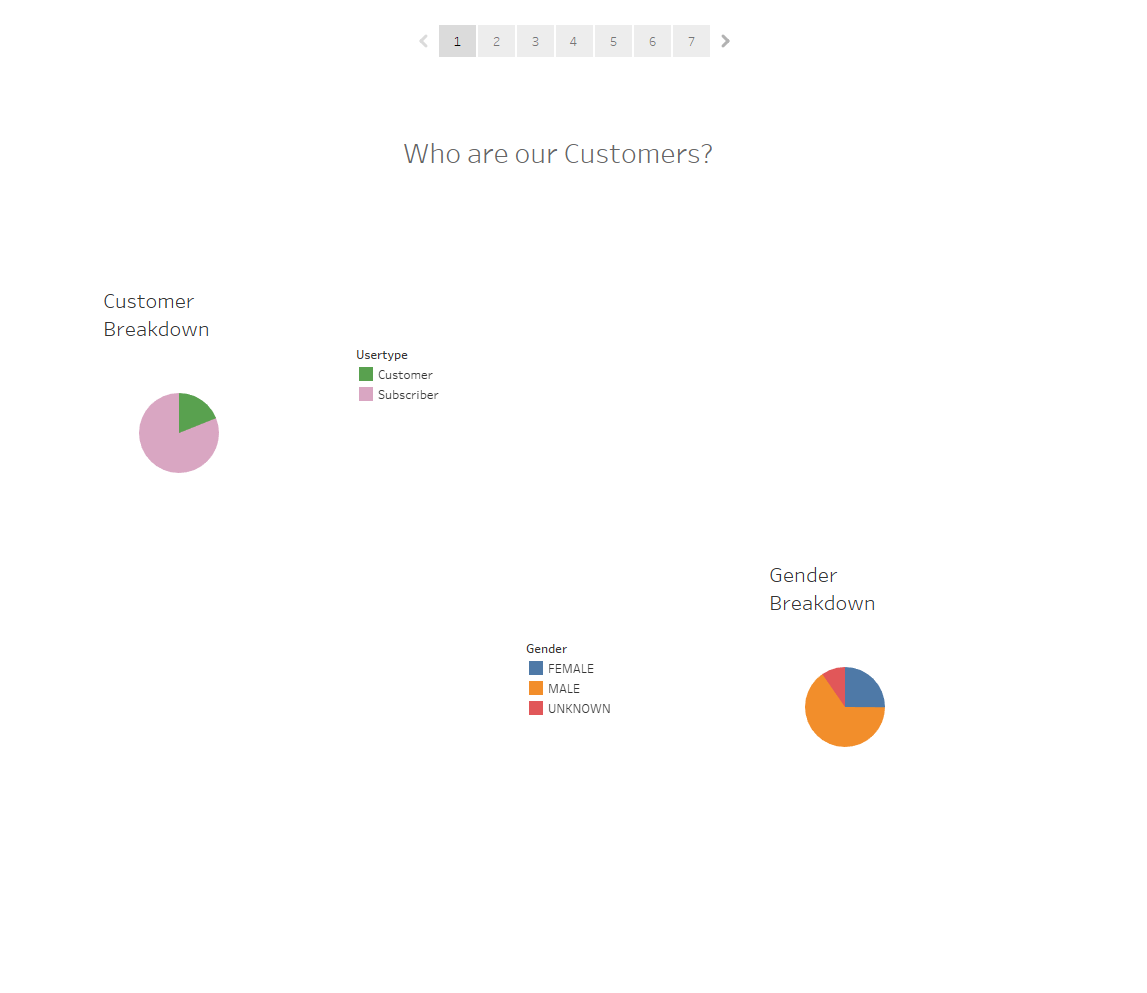 1 2 3 4 5 6 7
Who are our Customers?
Customer
Breakdown
Usertype
Customer
Subscriber
Gender
Breakdown
Gender
FEMALE
MALE
UNKNOWN